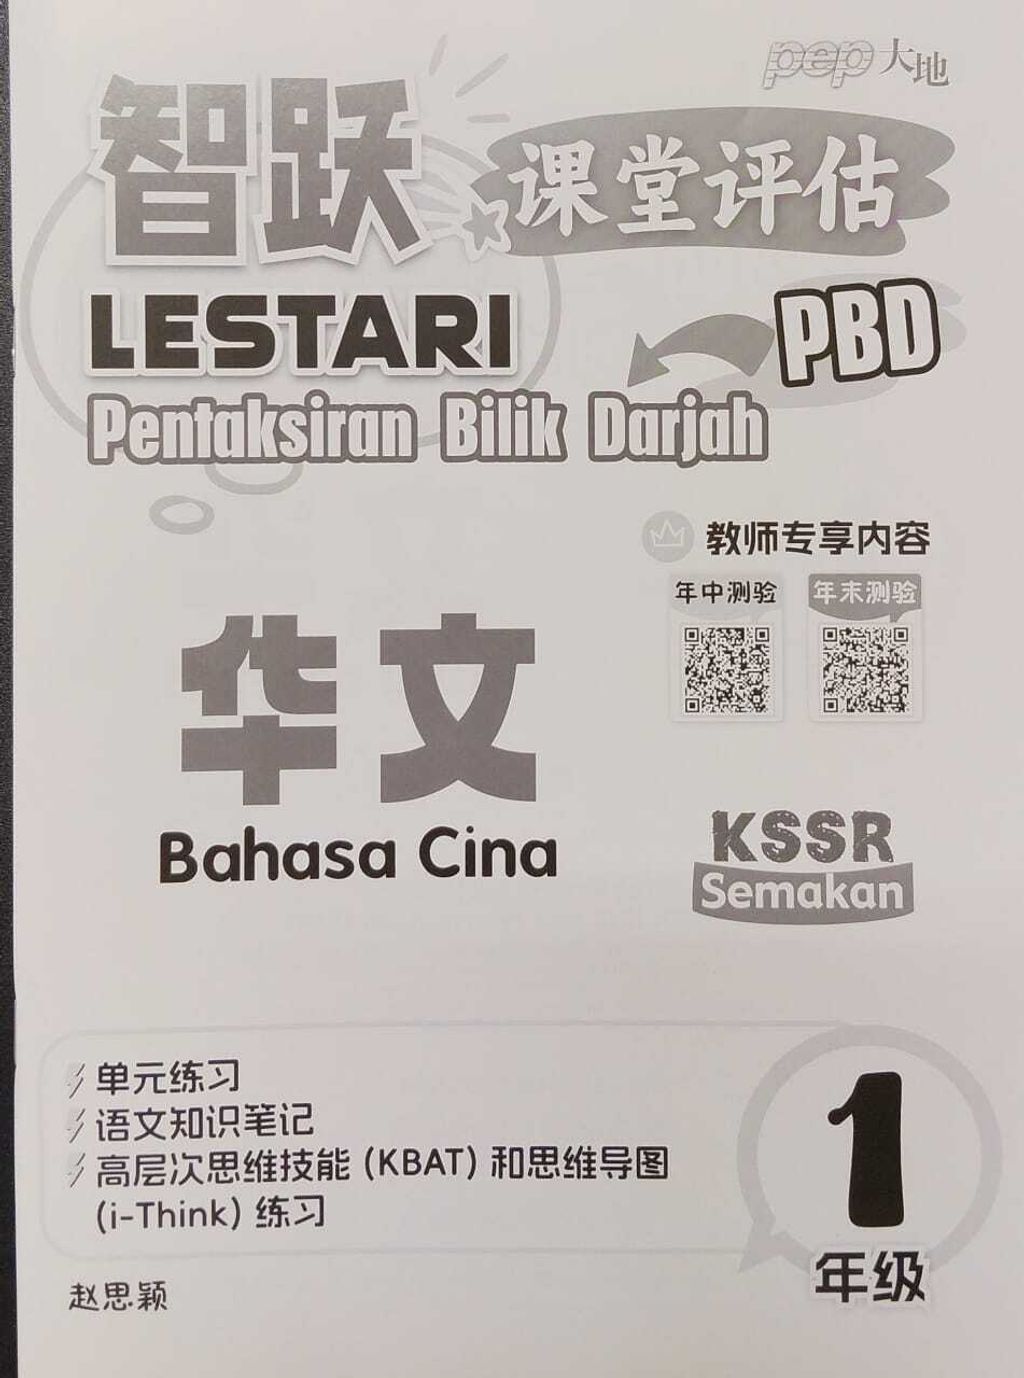 pep 大地
智跃
课堂评估
LESTARI
PBD
Pentaksiran Bilik Darjah
教师专享内容
年中测验
年末测验
华文
Bahasa Cina
KSSR
Semakan
单元练习
语文知识笔记
高层次思维技能 (KBAT) 和思维导图
(i-Think) 练习
1
年级
赵思颖